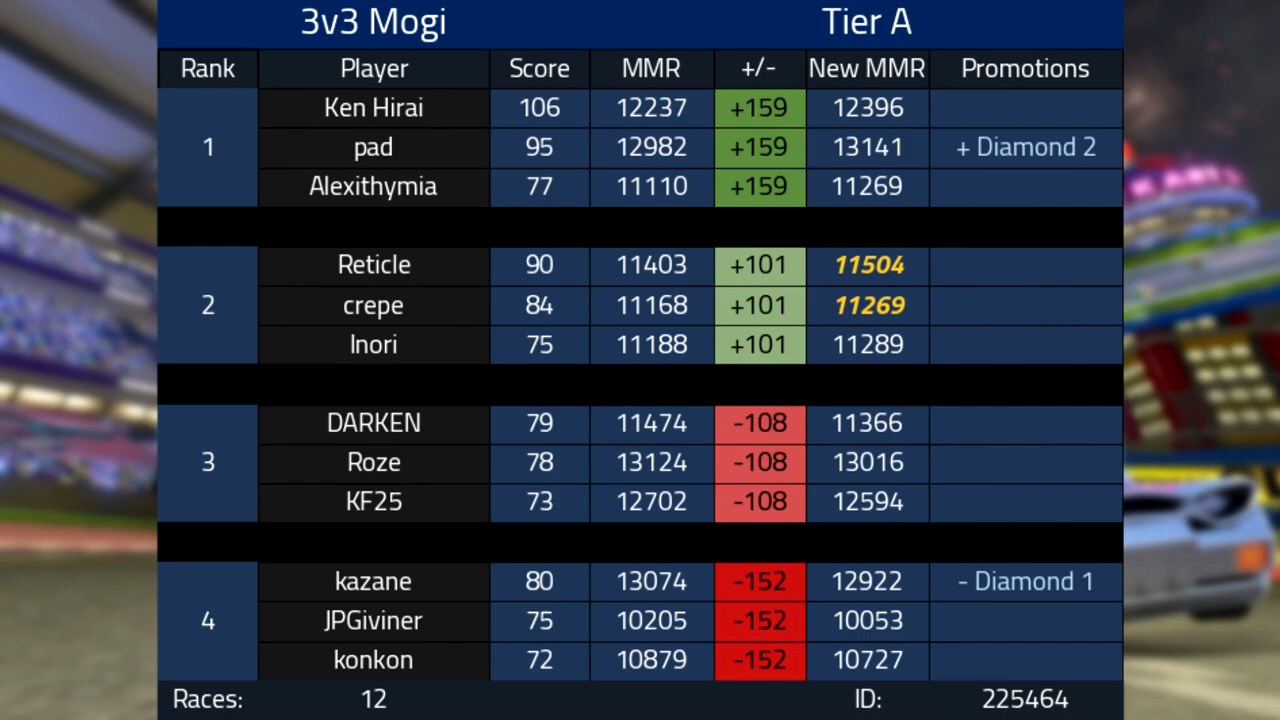 3v3 Mogi Tier A
Rank Player Score MMR +/- New MMR Promotions
1
Ken Hirai 106 12237 +159 12396
pad 95 12982 +159 13141 + Diamond 2
Alexithymia 77 11110 +159 11269
2
Reticle 90 11403 +101 11504
crepe 84 11168 +101 11269
Inori 75 11188 +101 11289
3
DARKEN 79 11474 -108 11366
Roze 78 13124 -108 13016
KF25 73 12702 -108 12594
4
kazane 80 13074 -152 12922 - Diamond 1
JPGiviner 75 10205 -152 10053
konkon 72 10879 -152 10727
Races: 12 ID: 225464